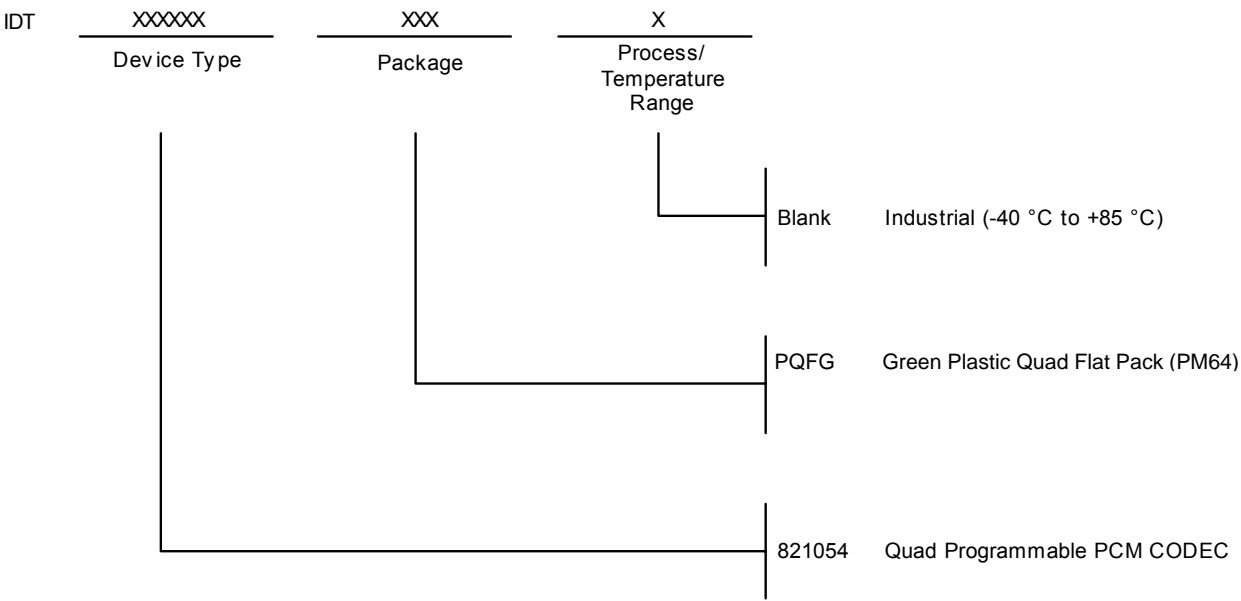 IDT XXXXXX XXX X
Device Type Package Process/
Temperature
Range
Blank Industrial (-40 °C to +85 °C)
PQFG Green Plastic Quad Flat Pack (PM64)
821054 Quad Programmable PCM CODEC